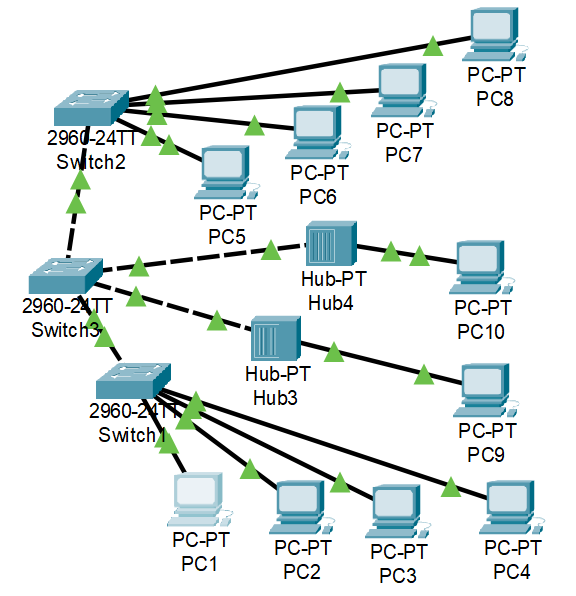 PC-PT
PC8
PC-PT
PC7
2960-24TT
Switch2
PC-PT
PC6
PC-PT
PC5
Hub-PT
Hub4
PC-PT
PC10
2960-24TT
Switch3
Hub-PT
Hub3
2960-24TT
Switch1
PC-PT
PC9
PC-PT
PC1
PC-PT
PC2
PC-PT
PC3
PC-PT
PC4